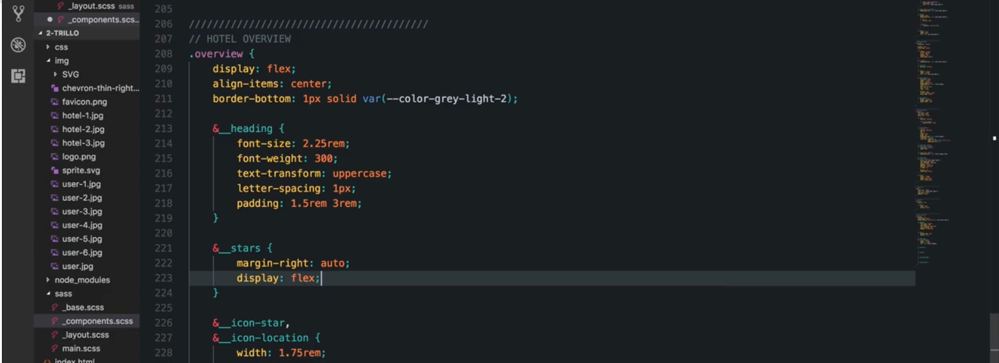 _layout.scss sass
_components.scs...
2-TRILLO
css
img
SVG
chevron-thin-right...
favicon.png
hotel-1.jpg
hotel-2.jpg
hotel-3.jpg
logo.png
sprite.svg
user-1.jpg
user-2.jpg
user-3.jpg
user-4.jpg
user-5.jpg
user-6.jpg
user.jpg
node_modules
sass
_base.scss
_components.scss
_layout.scss
main.scss
index.html
205
206 ////////////////////////////////////////
207 // HOTEL OVERVIEW
208 .overview {
209 display: flex;
210 align-items: center;
211 border-bottom: 1px solid var(--color-grey-light-2);
212
213 &__heading {
214 font-size: 2.25rem;
215 font-weight: 300;
216 text-transform: uppercase;
217 letter-spacing: 1px;
218 padding: 1.5rem 3rem;
219 }
220
221 &__stars {
222 margin-right: auto;
223 display: flex;
224 }
225
226 &__icon-star,
227 &__icon-location {
228 width: 1.75rem;